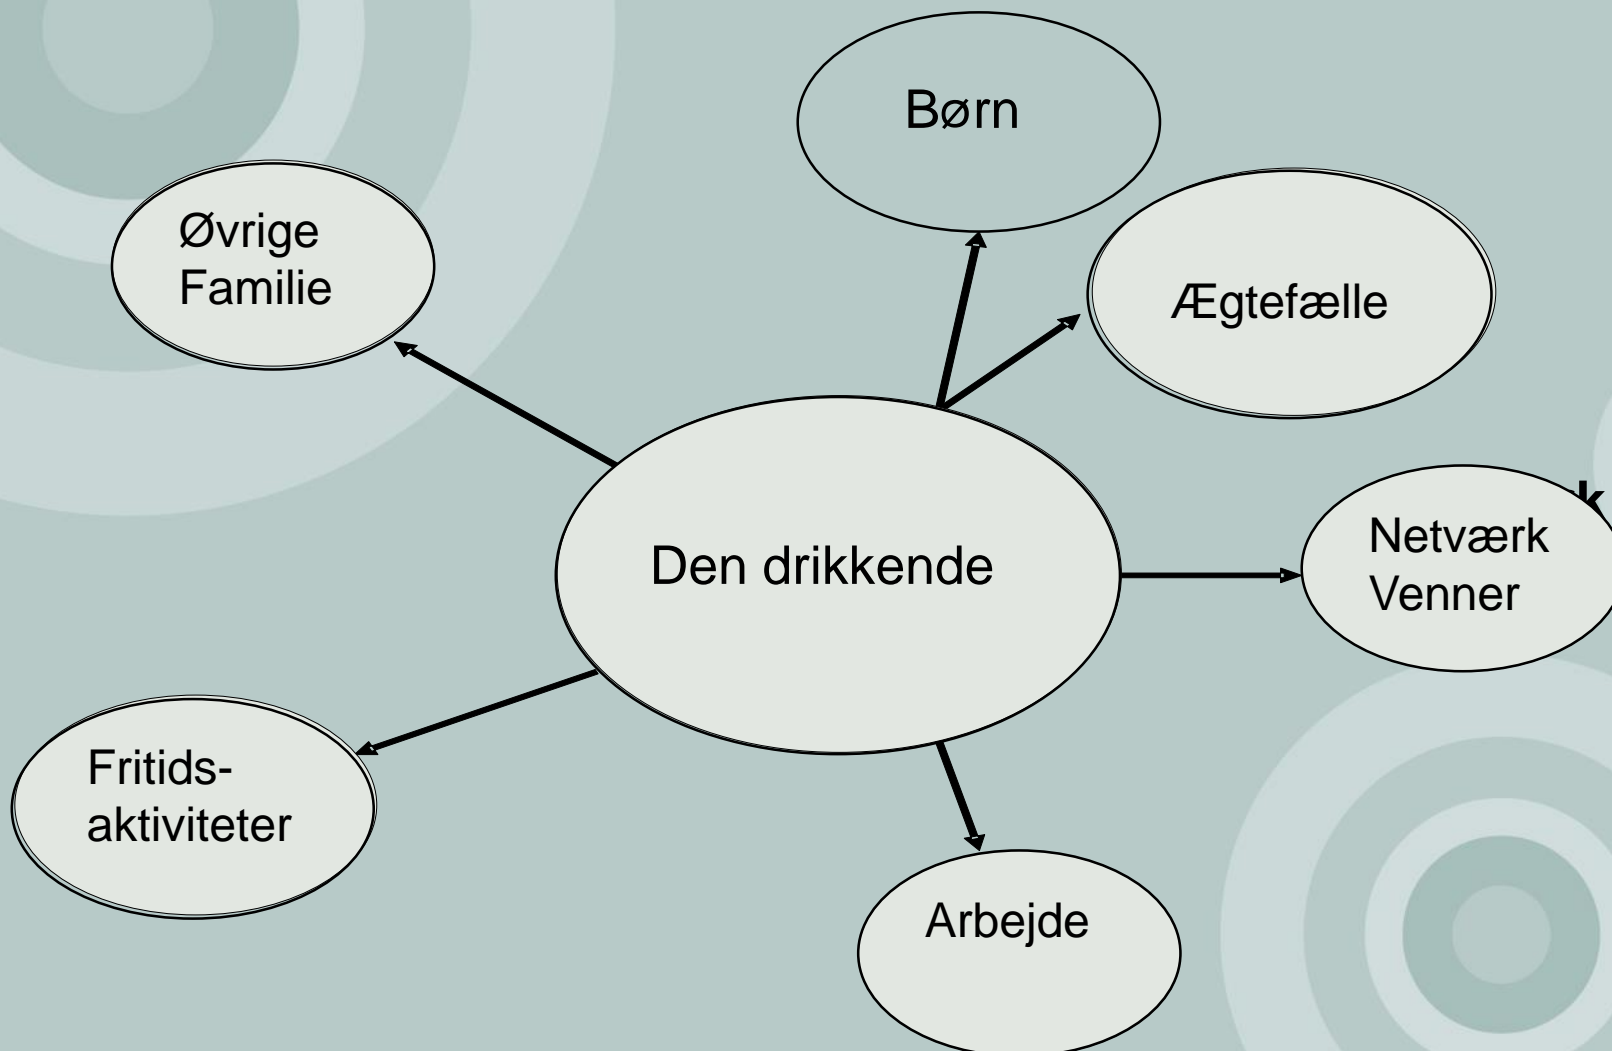 Børn
Øvrige
Familie
Ægtefælle
Netværk
Venner
Den drikkende
Fritids-
aktiviteter
Arbejde